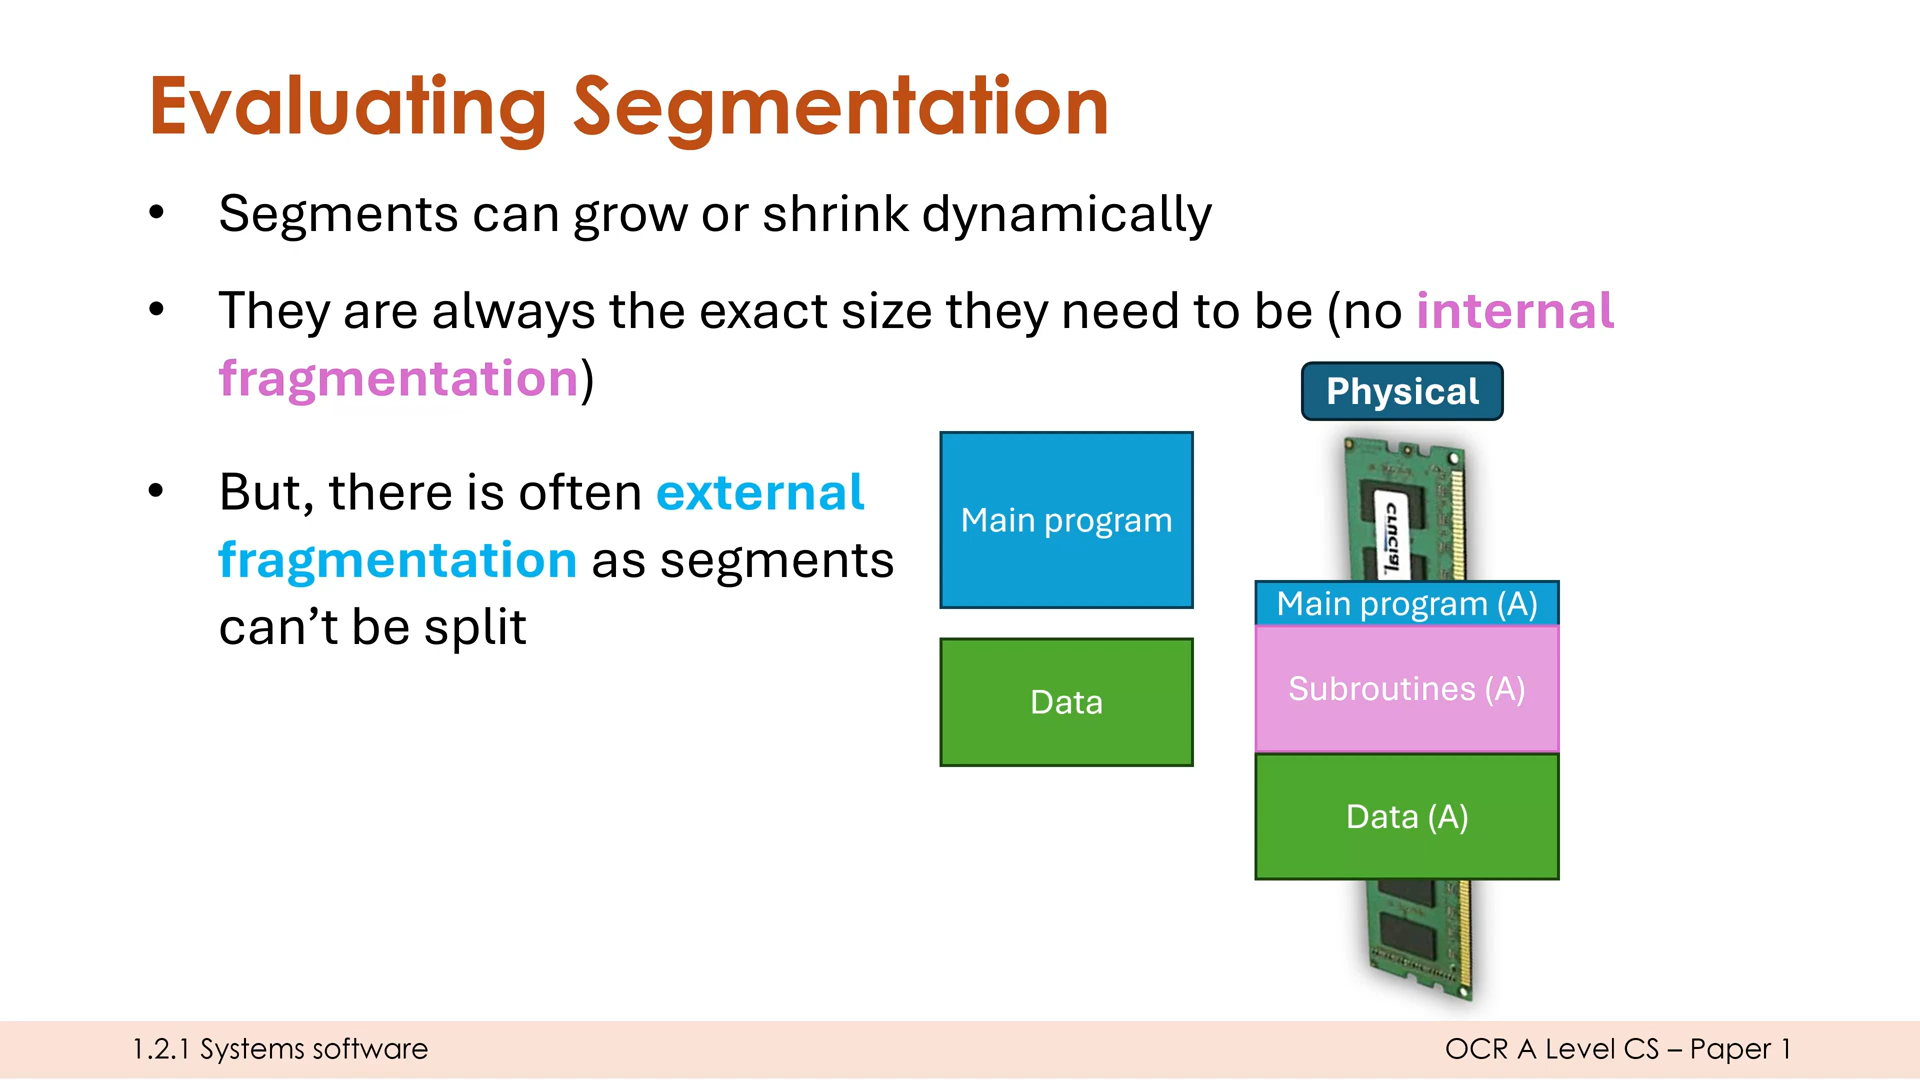 Evaluating Segmentation
• Segments can grow or shrink dynamically
• They are always the exact size they need to be (no internal
fragmentation)
• But, there is often external
fragmentation as segments
can’t be split
Main program
Data
Physical
Main program (A)
Subroutines (A)
Data (A)
1.2.1 Systems software
OCR A Level CS – Paper 1